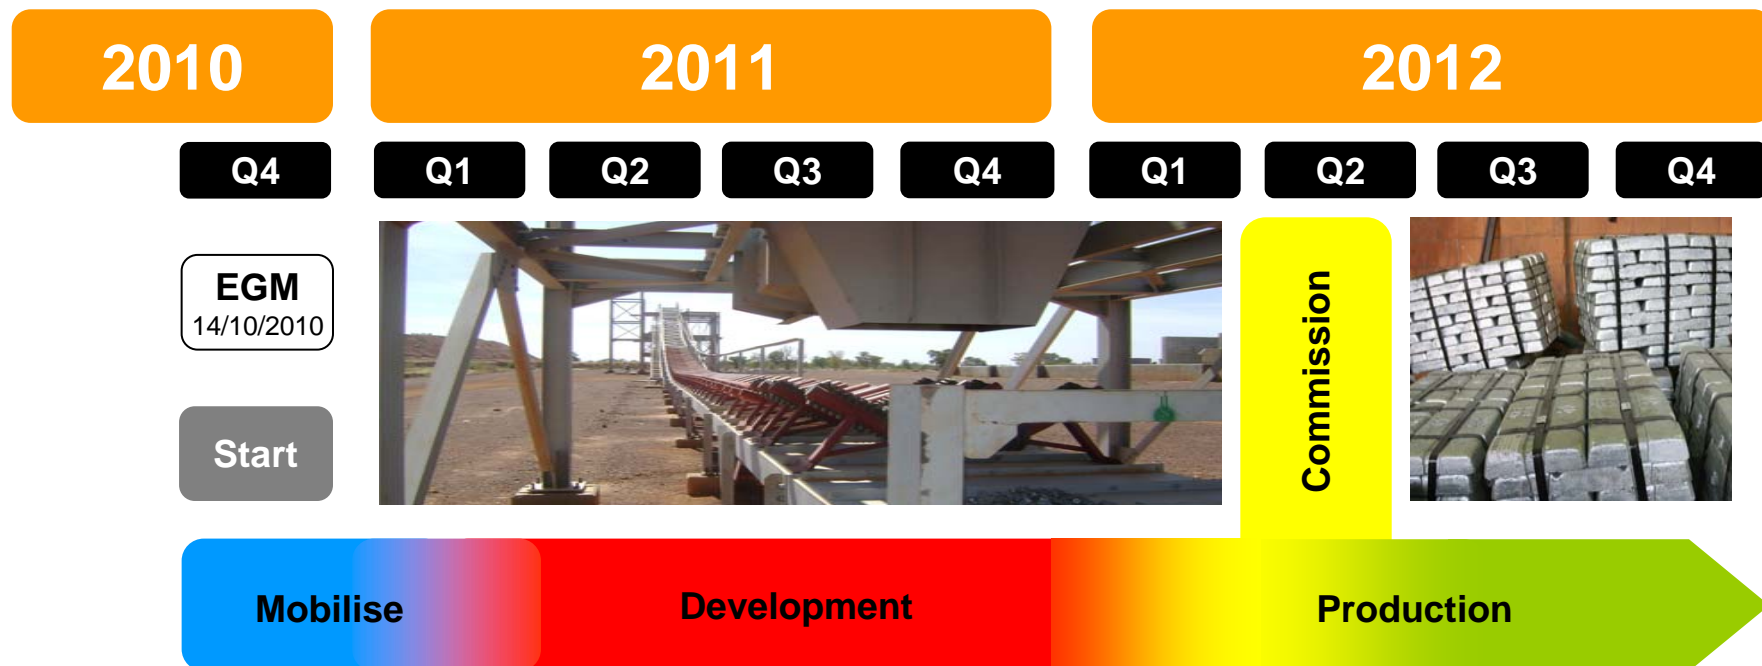 2010
2011
2012
Q4
Q1
Q2
Q3
Q4
Q1
Q2
Q3
Q4
EGM
14/10/2010
Start
Commission
Mobilise
Development
Production